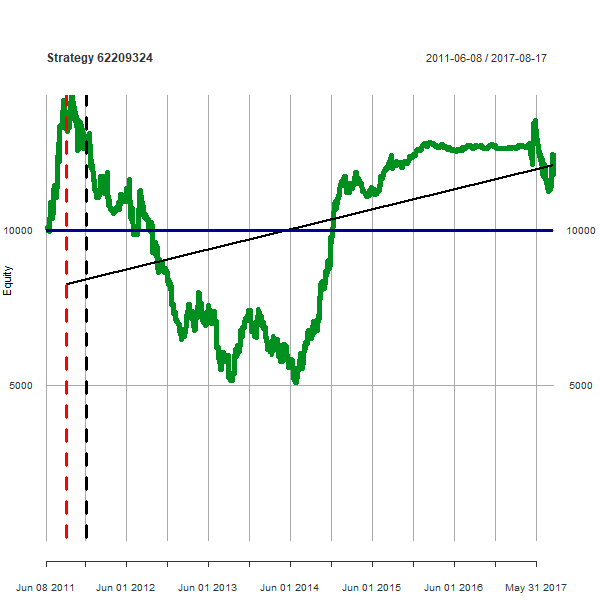 Strategy 62209324
2011-06-08 / 2017-08-17
10000
10000
Equity
5000
5000
Jun 08 2011
Jun 01 2012
Jun 01 2013
Jun 01 2014
Jun 01 2015
Jun 01 2016
May 31 2017